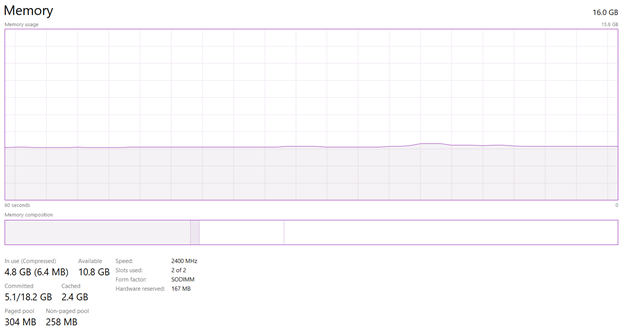 Memory 16.0 GB
Memory usage 15.8 GB
60 seconds 0
Memory composition
In use (Compressed) Available Speed: 2400 MHz
4.8 GB (6.4 MB) 10.8 GB Slots used: 2 of 2
Form factor: SODIMM
Committed Cached Hardware reserved: 167 MB
5.1/18.2 GB 2.4 GB
Paged pool Non-paged pool
304 MB 258 MB